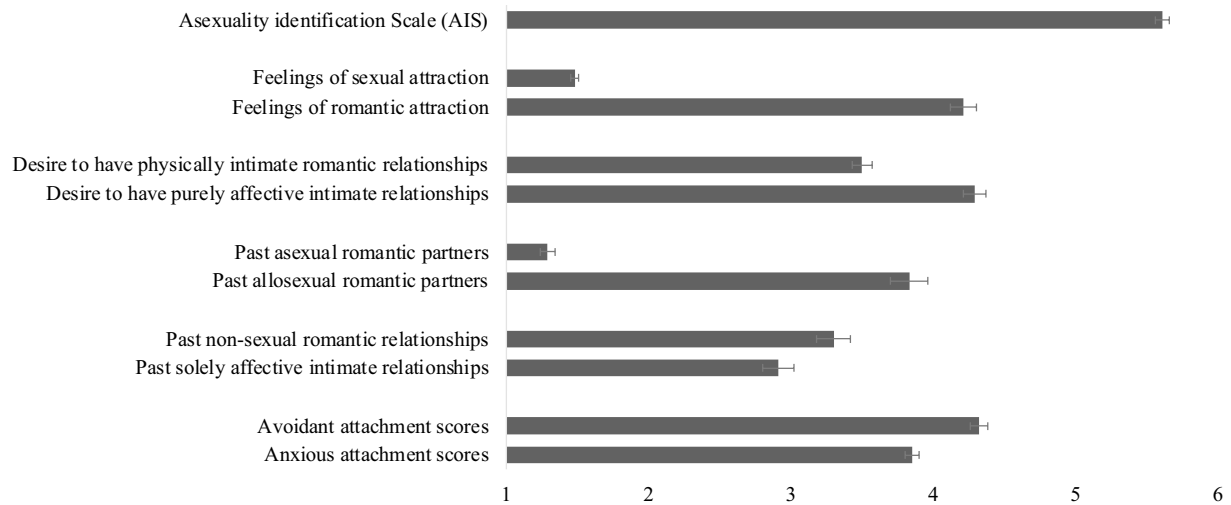 Asexuality identification Scale (AIS)
Feelings of sexual attraction
Feelings of romantic attraction
Desire to have physically intimate romantic relationships
Desire to have purely affective intimate relationships
Past asexual romantic partners
Past allosexual romantic partners
Past non-sexual romantic relationships
Past solely affective intimate relationships
Avoidant attachment scores
Anxious attachment scores
1 2 3 4 5 6